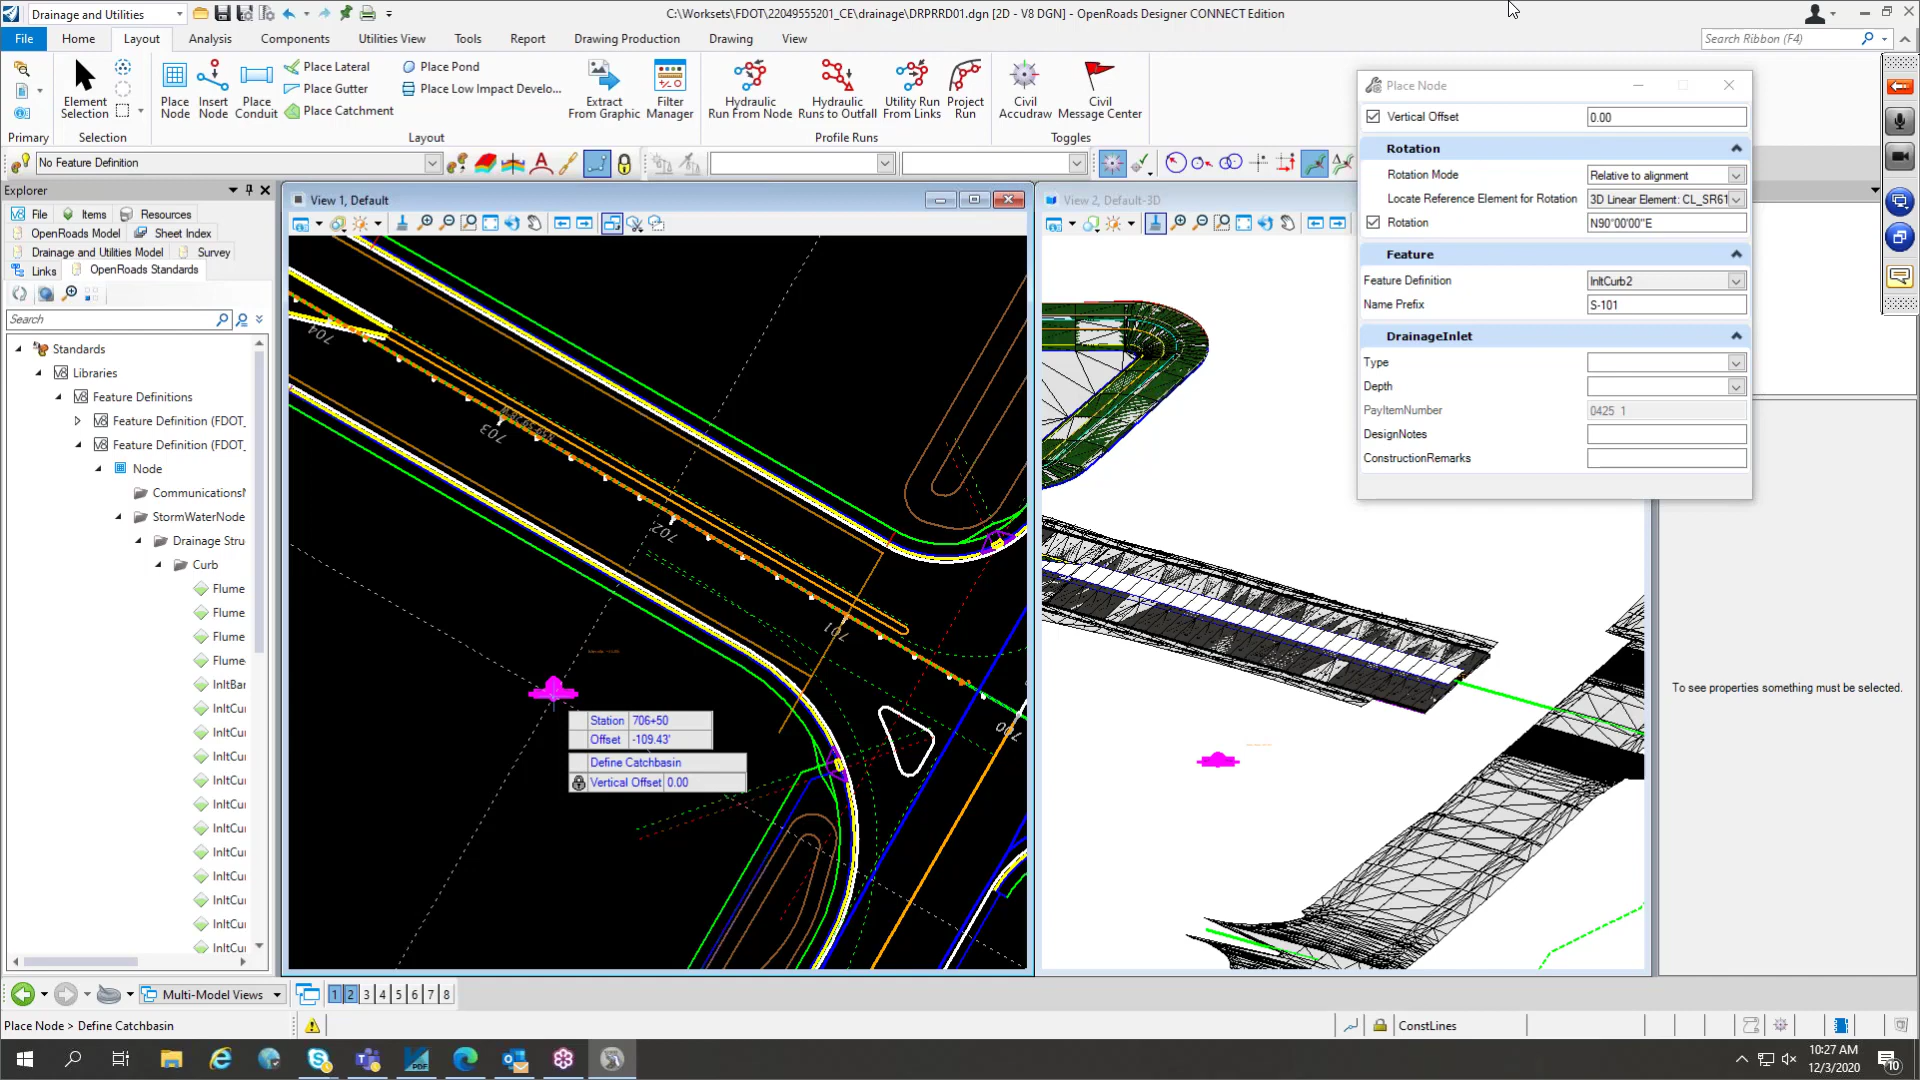 Drainage and Utilities
C:\Worksets\FDOT\22049555201_CE\drainage\DRPRRD01.dgn [2D - V8 DGN] - OpenRoads Designer CONNECT Edition
File Home Layout Analysis Components Utilities View Tools Report Drawing Production Drawing View
Search Ribbon (F4)
Element Selection
Place Node
Insert Node
Place Conduit
Place Lateral
Place Gutter
Place Catchment
Place Pond
Place Low Impact Develo...
Extract From Graphic
Filter Manager
Hydraulic Run From Node
Hydraulic Runs to Outfall
Utility Run From Links
Project Run
Civil Accudraw
Civil Message Center
Primary Selection Layout Profile Runs Toggles
No Feature Definition
Explorer
File Items Resources
OpenRoads Model Sheet Index
Drainage and Utilities Model Survey
Links OpenRoads Standards
Search
Standards
Libraries
Feature Definitions
Feature Definition (FDOT_
Feature Definition (FDOT_
Node
CommunicationsN
StormWaterNode
Drainage Stru
Curb
Flume
Flume
Flume
Flume
InltBar
InltCu
InltCu
InltCu
InltCu
InltCu
InltCu
InltCu
InltCu
InltCu
InltCu
InltCu
View 1, Default
704
703
702
701
700
Station 706+50
Offset -109.43'
Define Catchbasin
Vertical Offset 0.00
View 2, Default-3D
Place Node
Vertical Offset 0.00
Rotation
Rotation Mode Relative to alignment
Locate Reference Element for Rotation 3D Linear Element: CL_SR61
Rotation N90°00'00"E
Feature
Feature Definition InltCurb2
Name Prefix S-101
DrainageInlet
Type
Depth
PayItemNumber 0425 1
DesignNotes
ConstructionRemarks
To see properties something must be selected.
Multi-Model Views 1 2 3 4 5 6 7 8
Place Node > Define Catchbasin
ConstLines
10:27 AM
12/3/2020
10